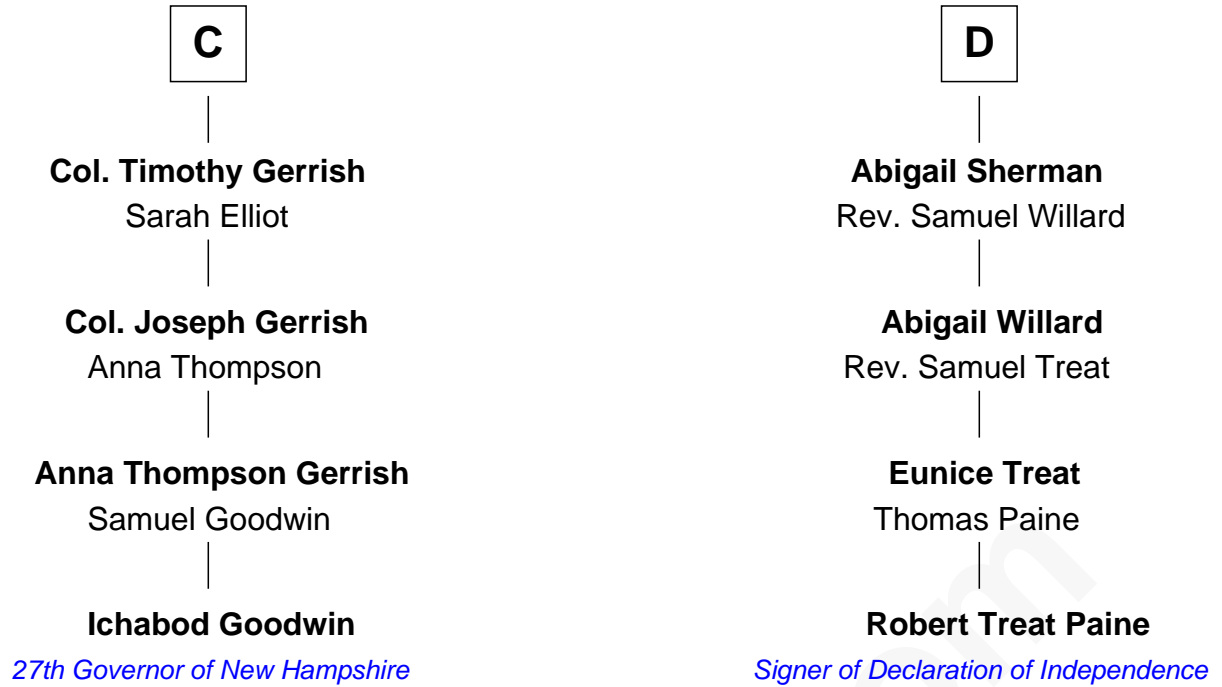 C
Col. Timothy Gerrish
Sarah Elliot
Col. Joseph Gerrish
Anna Thompson
Anna Thompson Gerrish
Samuel Goodwin
Ichabod Goodwin
27th Governor of New Hampshire
D
Abigail Sherman
Rev. Samuel Willard
Abigail Willard
Rev. Samuel Treat
Eunice Treat
Thomas Paine
Robert Treat Paine
Signer of Declaration of Independence